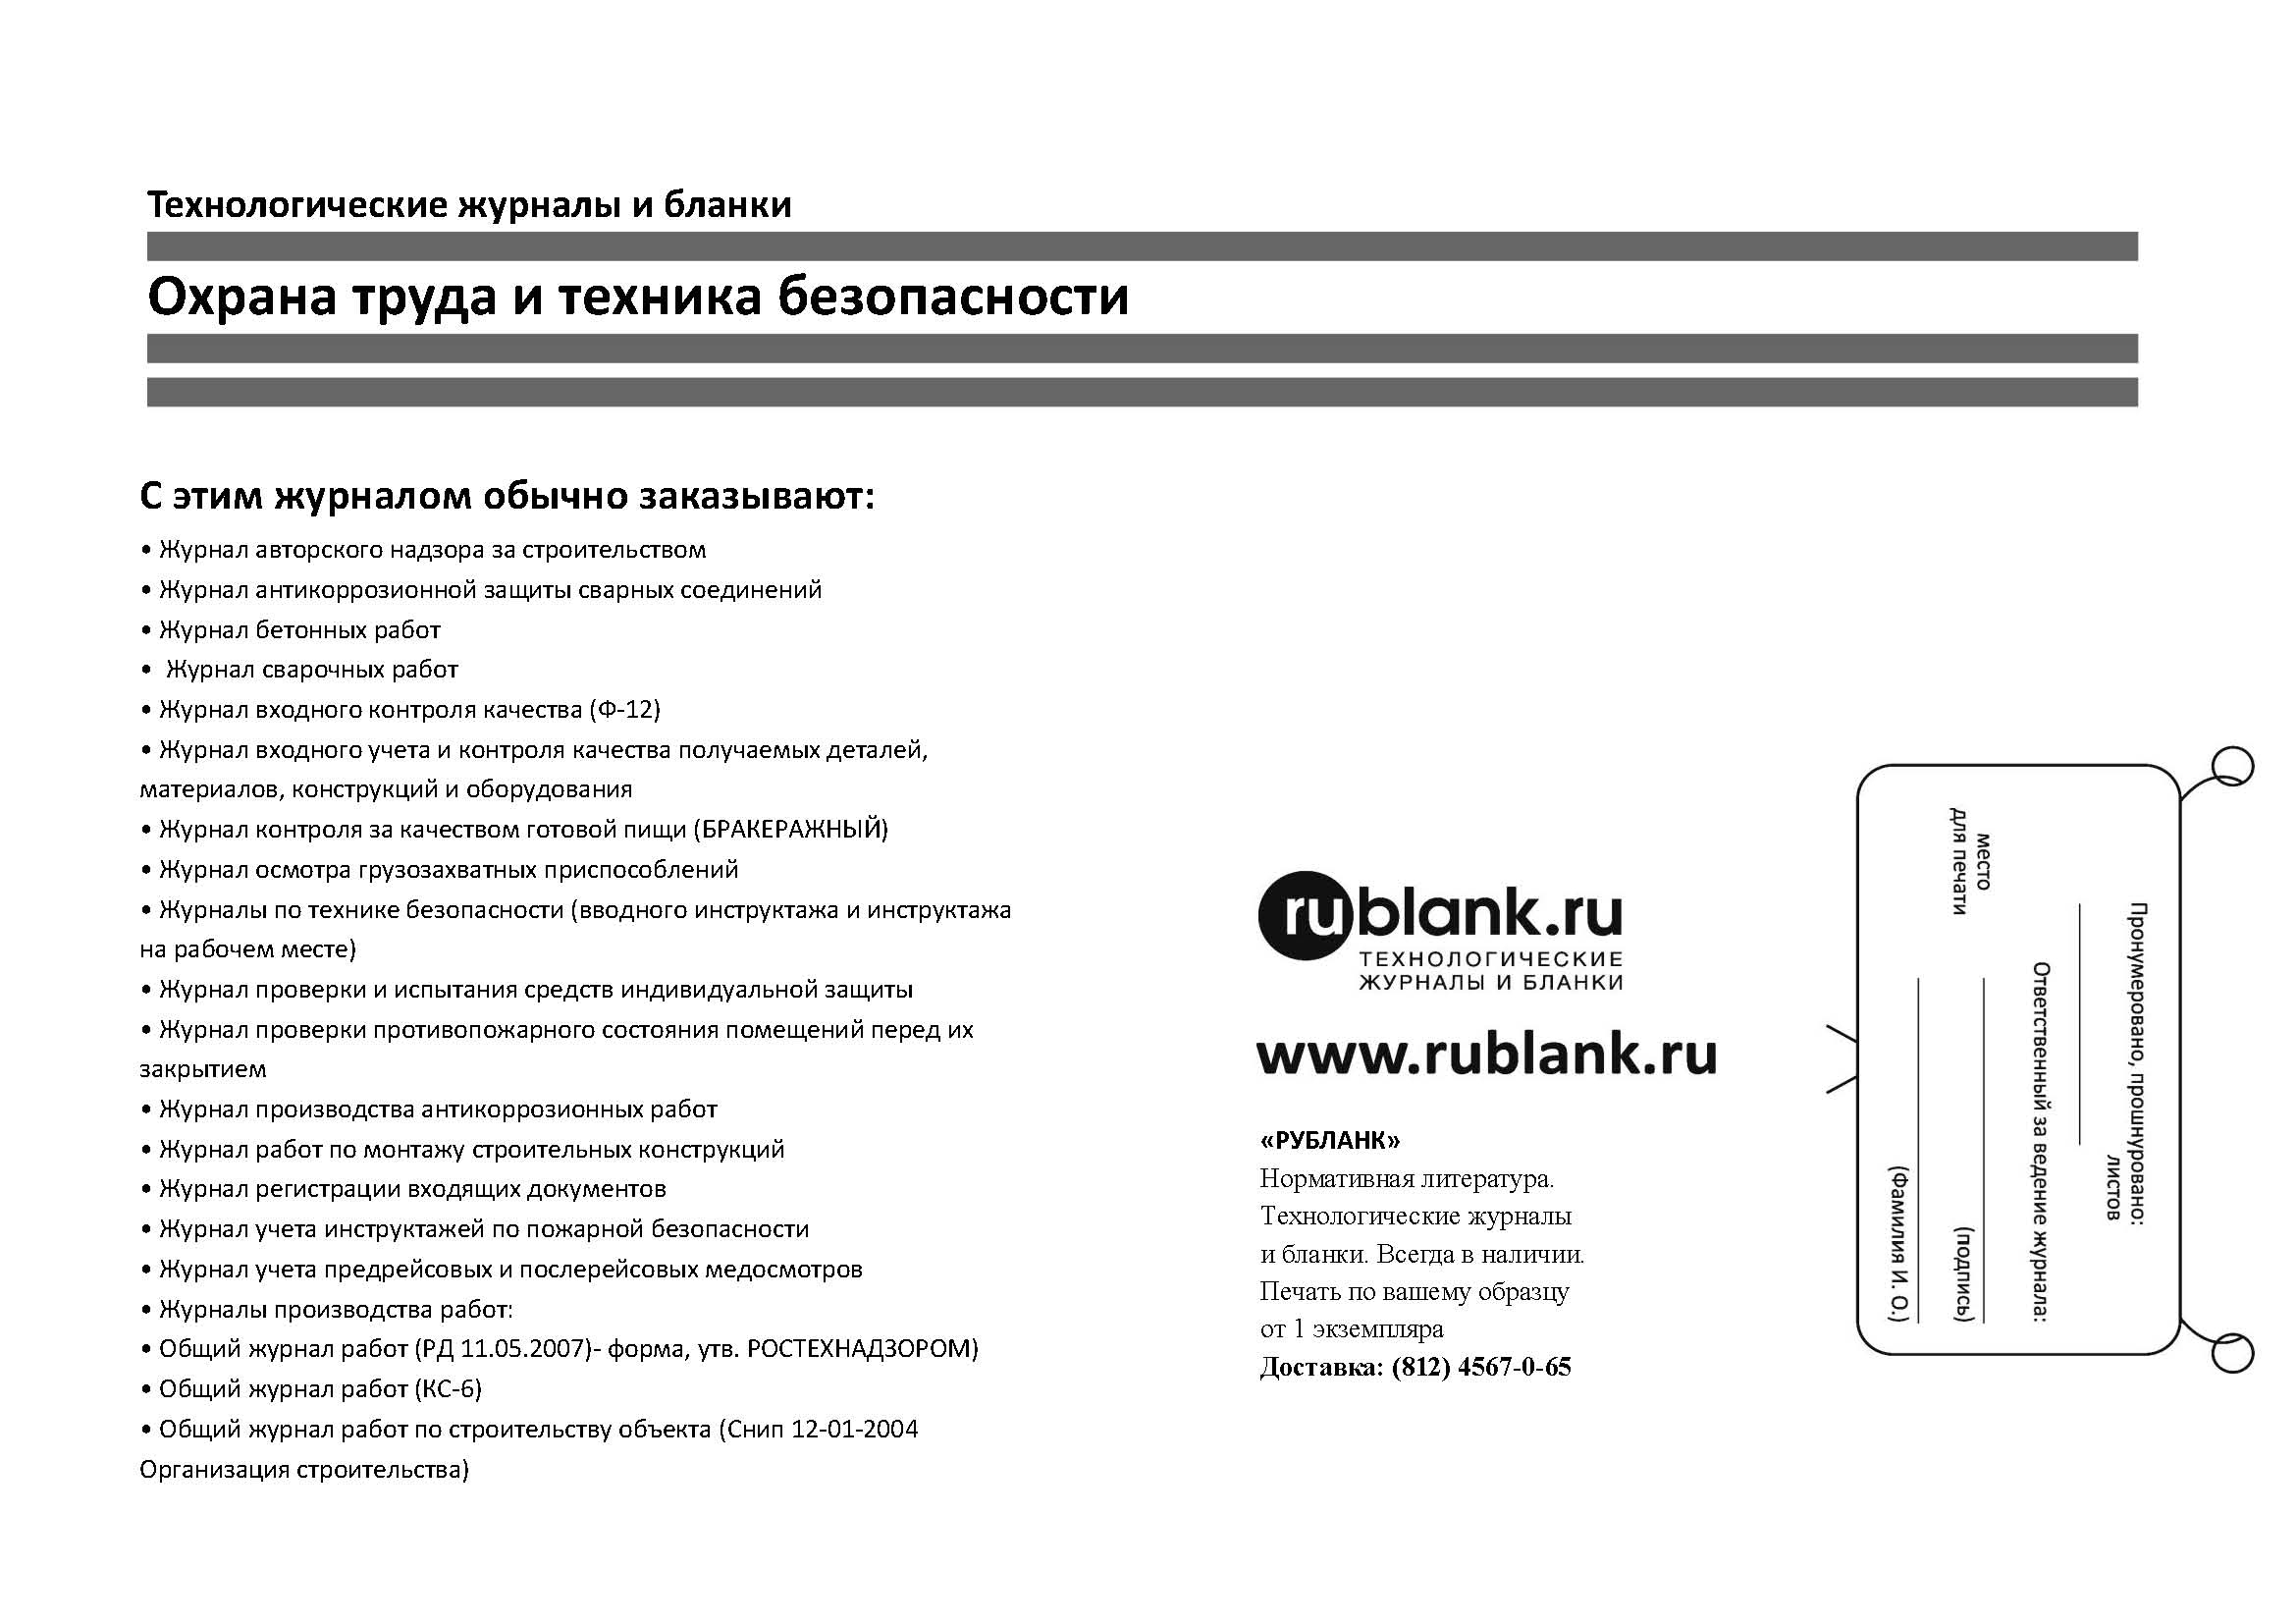 Технологические журналы и бланки
Охрана труда и техника безопасности
С этим журналом обычно заказывают:
• Журнал авторского надзора за строительством
• Журнал антикоррозионной защиты сварных соединений
• Журнал бетонных работ
• Журнал сварочных работ
• Журнал входного контроля качества (Ф-12)
• Журнал входного учета и контроля качества получаемых деталей,
материалов, конструкций и оборудования
• Журнал контроля за качеством готовой пищи (БРАКЕРАЖНЫЙ)
• Журнал осмотра грузозахватных приспособлений
• Журналы по технике безопасности (вводного инструктажа и инструктажа
на рабочем месте)
• Журнал проверки и испытания средств индивидуальной защиты
• Журнал проверки противопожарного состояния помещений перед их
закрытием
• Журнал производства антикоррозионных работ
• Журнал работ по монтажу строительных конструкций
• Журнал регистрации входящих документов
• Журнал учета инструктажей по пожарной безопасности
• Журнал учета предрейсовых и послерейсовых медосмотров
• Журналы производства работ:
• Общий журнал работ (РД 11.05.2007)- форма, утв. РОСТЕХНАДЗОРОМ)
• Общий журнал работ (КС-6)
• Общий журнал работ по строительству объекта (Снип 12-01-2004
Организация строительства)
rublank.ru
ТЕХНОЛОГИЧЕСКИЕ
ЖУРНАЛЫ И БЛАНКИ
www.rublank.ru
«РУБЛАНК»
Нормативная литература.
Технологические журналы
и бланки. Всегда в наличии.
Печать по вашему образцу
от 1 экземпляра
Доставка: (812) 4567-0-65
Пронумеровано, прошнуровано:
листов
Ответственный за ведение журнала:
место
для печати
(подпись)
(Фамилия И. О.)